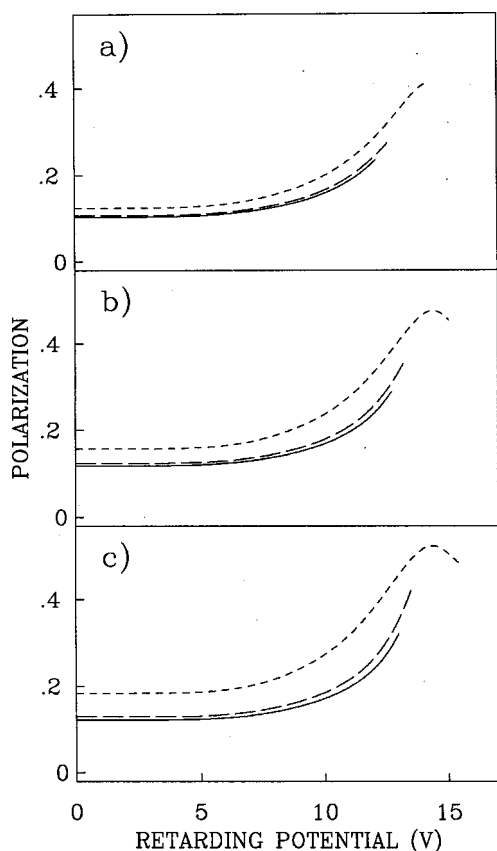 a)
.4
.2
0
b)
.4
.2
0
POLARIZATION
c)
.4
.2
0
0 5 10 15
RETARDING POTENTIAL (V)